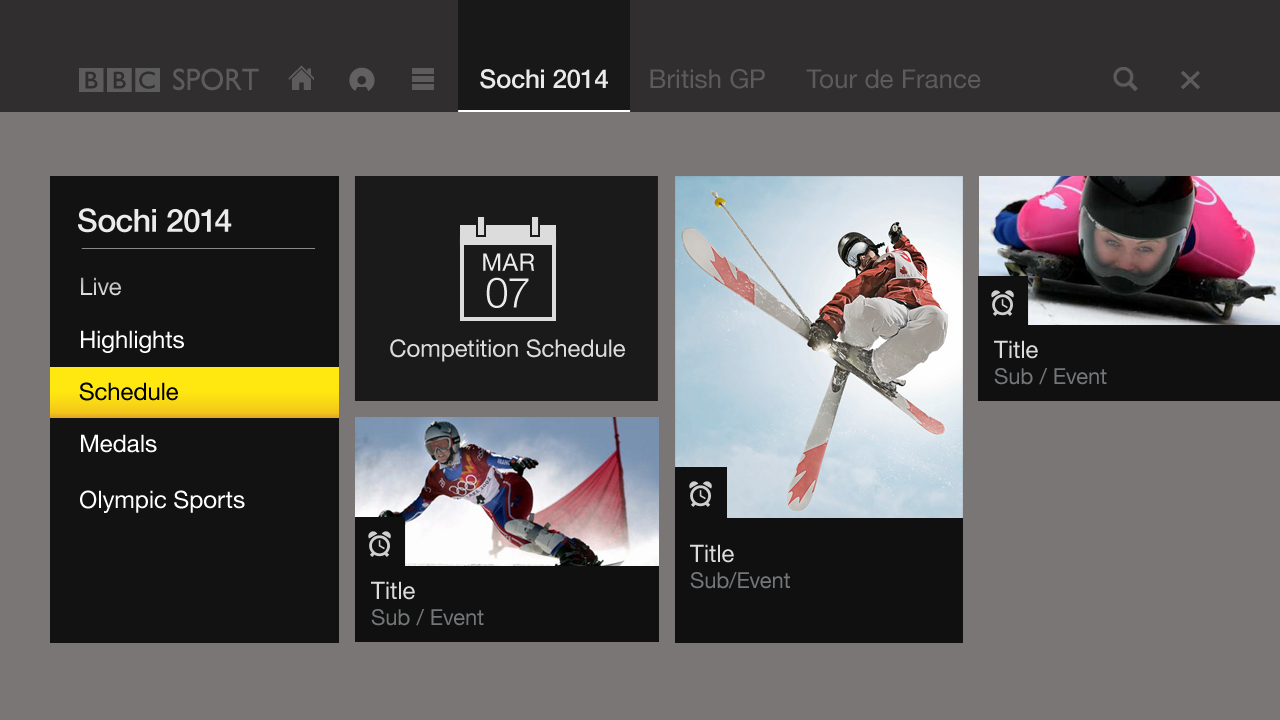 BBC SPORT Sochi 2014 British GP Tour de France
Sochi 2014
Live
Highlights
Schedule
Medals
Olympic Sports
MAR
07
Competition Schedule
Title
Sub / Event
Title
Sub/Event
Title
Sub / Event